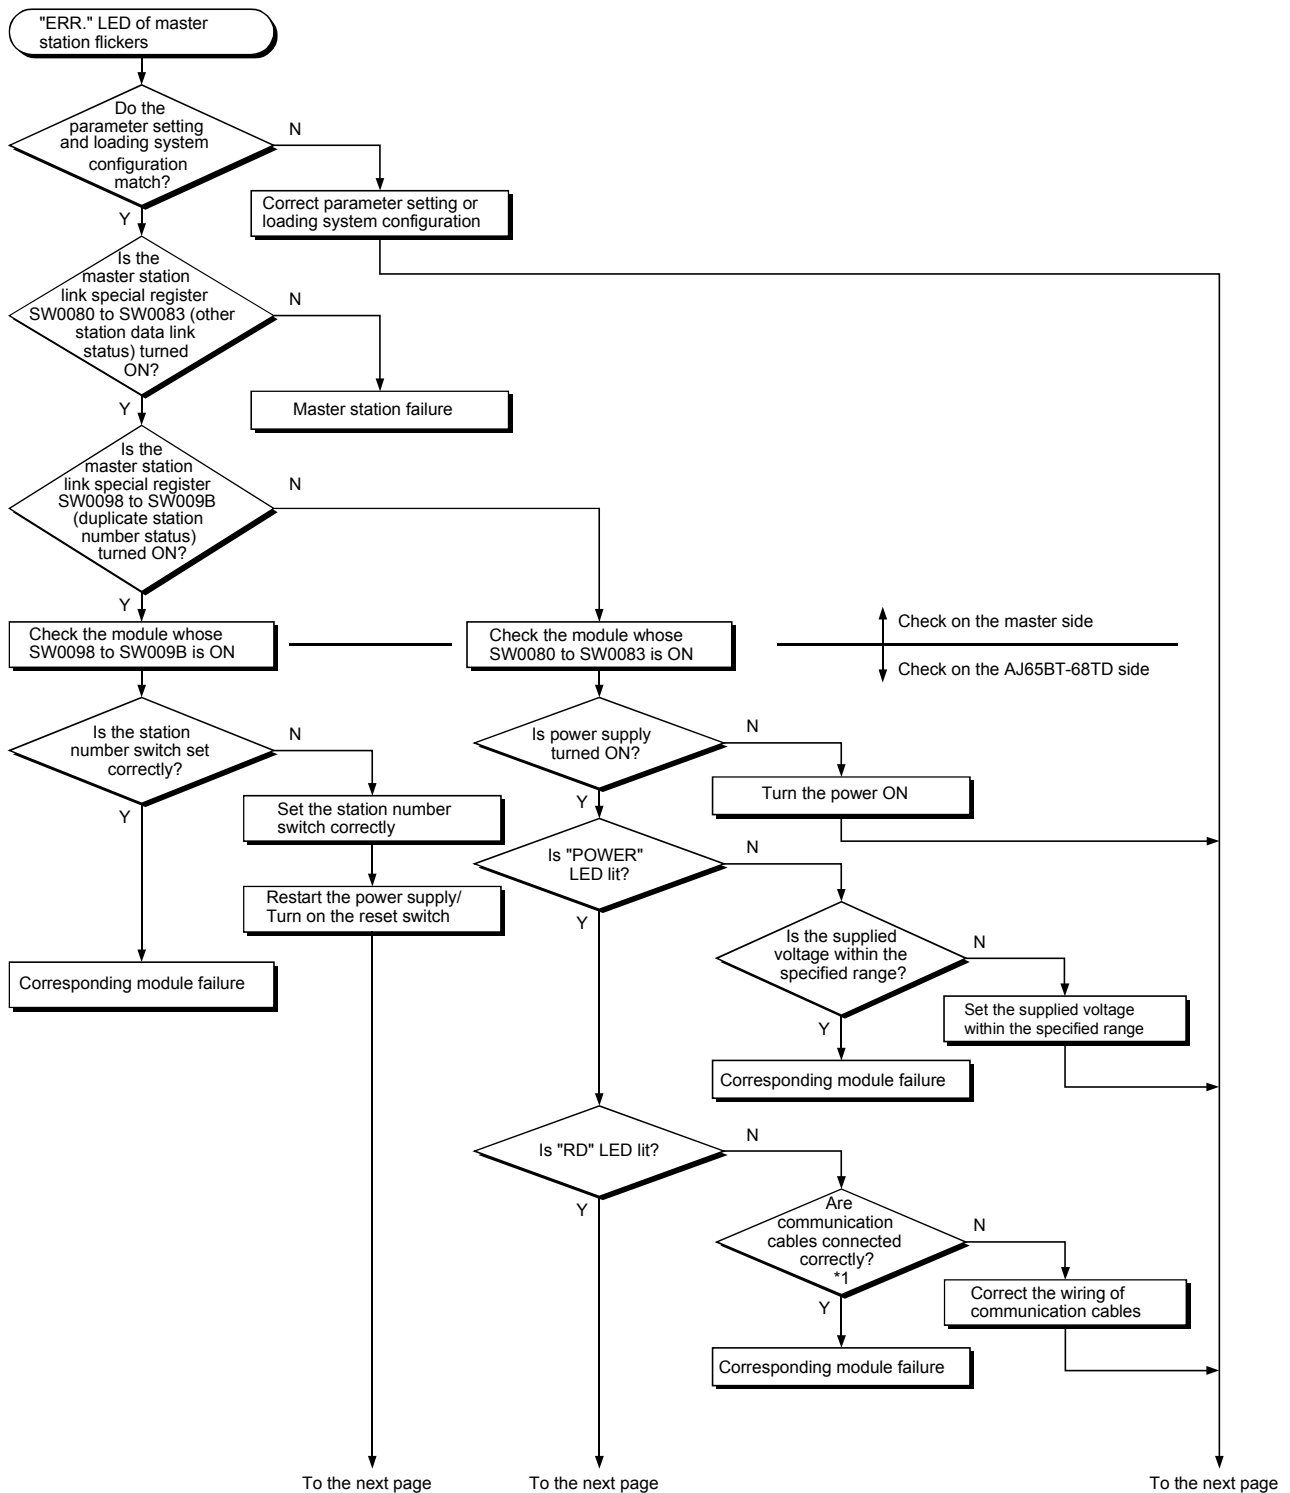 "ERR." LED of master
station flickers
Do the
parameter setting
and loading system
configuration
match?
N
Y
Correct parameter setting or
loading system configuration
Is the
master station
link special register
SW0080 to SW0083 (other
station data link
status) turned
ON?
N
Y
Master station failure
Is the
master station
link special register
SW0098 to SW009B
(duplicate station
number status)
turned ON?
N
Y
Check the module whose
SW0098 to SW009B is ON
Check the module whose
SW0080 to SW0083 is ON
Check on the master side
Check on the AJ65BT-68TD side
Is the station
number switch set
correctly?
N
Y
Set the station number
switch correctly
Restart the power supply/
Turn on the reset switch
Corresponding module failure
Is power supply
turned ON?
N
Y
Turn the power ON
Is "POWER"
LED lit?
N
Y
Is the supplied
voltage within the
specified range?
N
Y
Set the supplied voltage
within the specified range
Corresponding module failure
Is "RD" LED lit?
N
Y
Are
communication
cables connected
correctly?
*1
N
Y
Correct the wiring of
communication cables
Corresponding module failure
To the next page
To the next page
To the next page